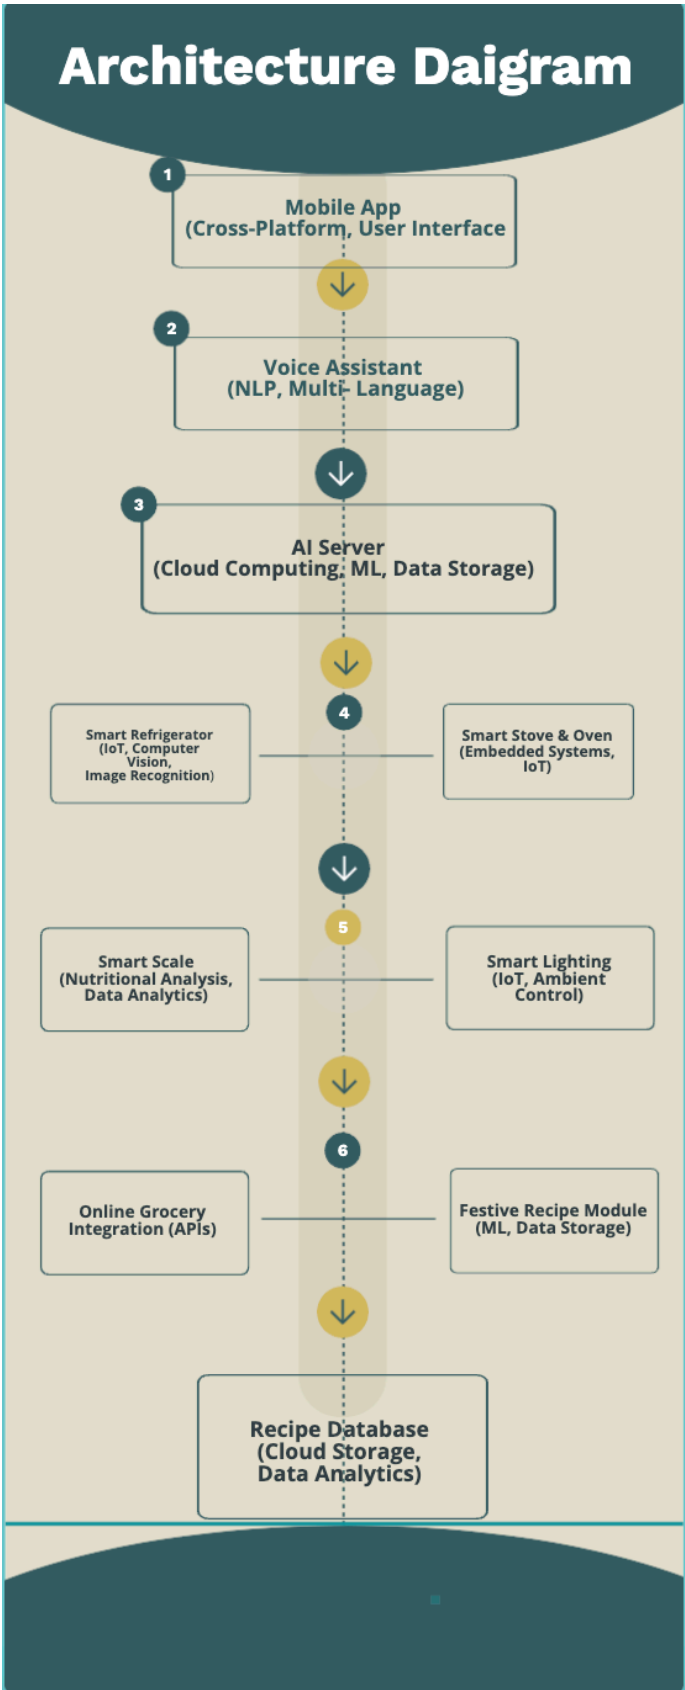 Architecture Daigram
1
Mobile App
(Cross-Platform, User Interface
2
Voice Assistant
(NLP, Multi- Language)
3
AI Server
(Cloud Computing, ML, Data Storage)
4
Smart Refrigerator
(IoT, Computer
Vision,
Image Recognition)
Smart Stove & Oven
(Embedded Systems,
IoT)
5
Smart Scale
(Nutritional Analysis,
Data Analytics)
Smart Lighting
(IoT, Ambient
Control)
6
Online Grocery
Integration (APIs)
Festive Recipe Module
(ML, Data Storage)
Recipe Database
(Cloud Storage,
Data Analytics)